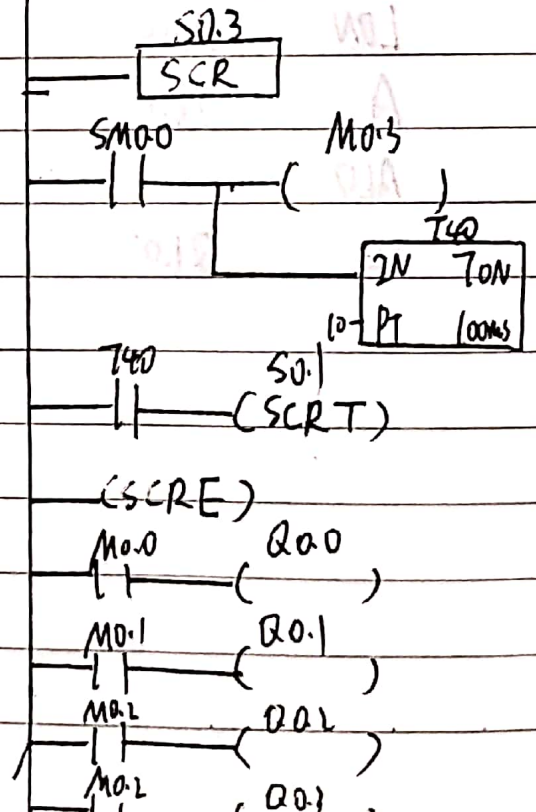 S0.3
SCR
SM0.0 M0.3
( )
T40
IN TON
10 PT 100ms
T40 S0.1
(SCRT)
(SCRE)
M0.0 Q0.0
( )
M0.1 Q0.1
( )
M0.2 Q0.2
( )
M0.2 Q0.3